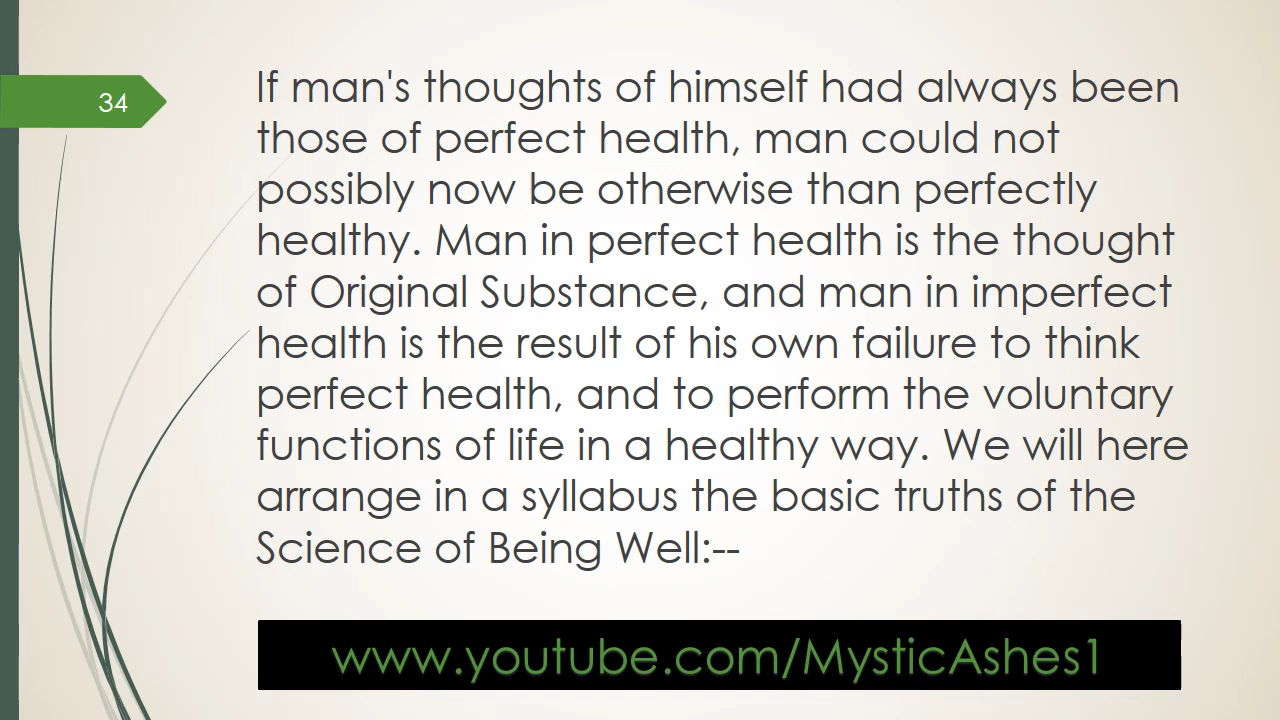 34
If man's thoughts of himself had always been
those of perfect health, man could not
possibly now be otherwise than perfectly
healthy. Man in perfect health is the thought
of Original Substance, and man in imperfect
health is the result of his own failure to think
perfect health, and to perform the voluntary
functions of life in a healthy way. We will here
arrange in a syllabus the basic truths of the
Science of Being Well:--
www.youtube.com/MysticAshes1